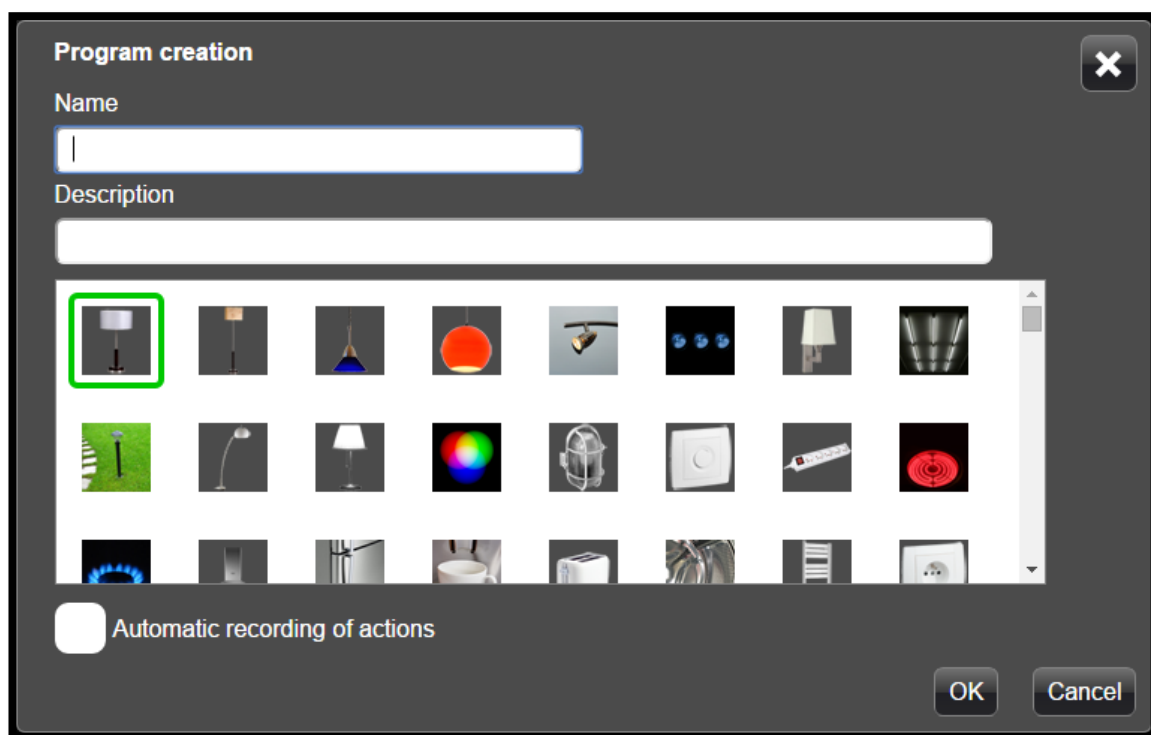 Program creation
Name
Description
Automatic recording of actions
OK
Cancel